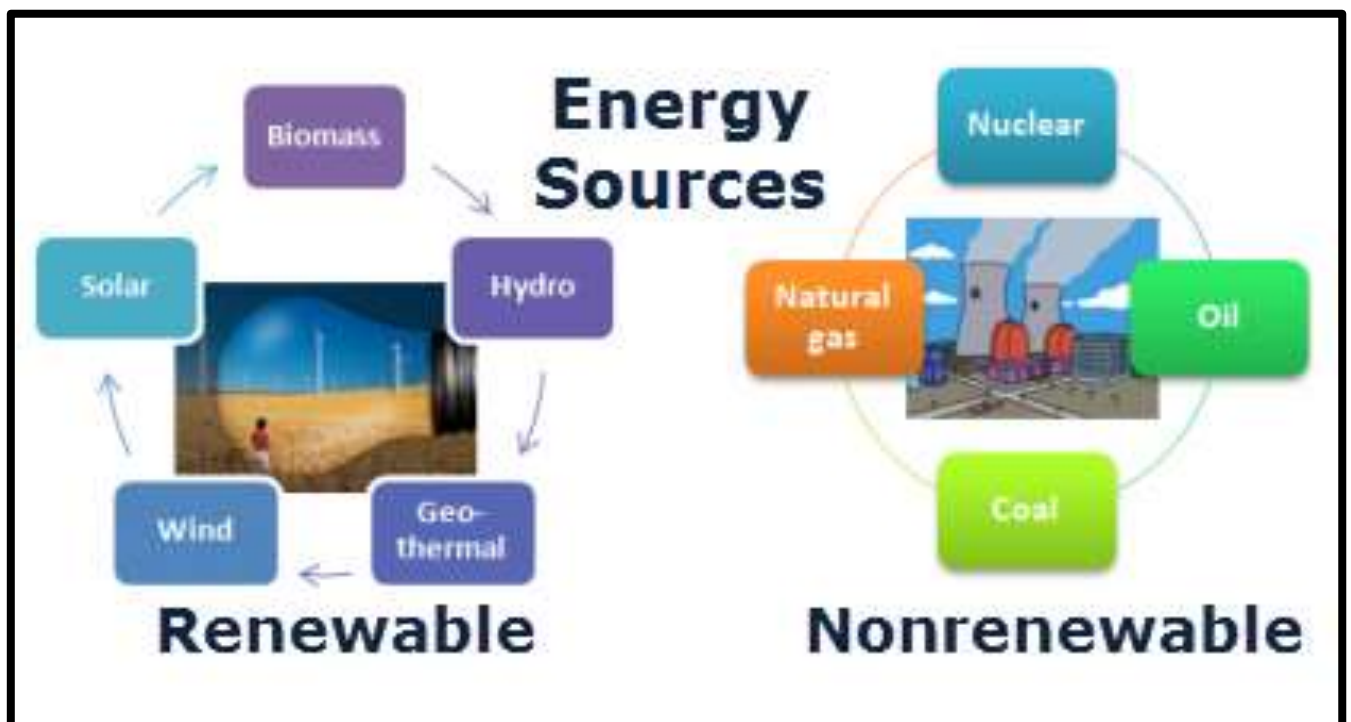 Energy
Sources
Biomass
Hydro
Geo-
thermal
Wind
Solar
Renewable
Nuclear
Oil
Coal
Natural
gas
Nonrenewable